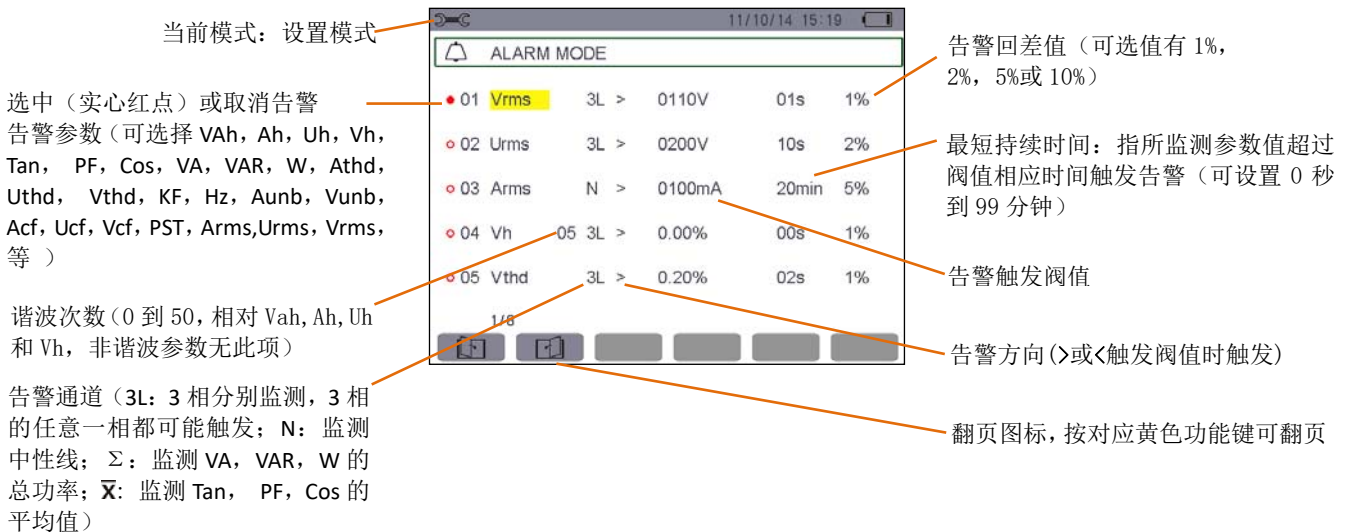 当前模式：设置模式
选中（实心红点）或取消告警
告警参数（可选择 VAh，Ah，Uh，Vh，
Tan， PF，Cos，VA，VAR，W，Athd，
Uthd， Vthd，KF，Hz，Aunb，Vunb，
Acf，Ucf，Vcf，PST，Arms,Urms，Vrms，
等 ）
谐波次数（0 到 50，相对 Vah,Ah,Uh
和 Vh，非谐波参数无此项）
告警通道（3L：3 相分别监测，3 相
的任意一相都可能触发；N：监测
中性线； Σ：监测 VA，VAR，W 的
总功率；X̅: 监测 Tan， PF，Cos 的
平均值）
11/10/14 15:19
ALARM MODE
01 Vrms 3L > 0110V 01s 1%
02 Urms 3L > 0200V 10s 2%
03 Arms N > 0100mA 20min 5%
04 Vh 05 3L > 0.00% 00s 1%
05 Vthd 3L > 0.20% 02s 1%
1/8
告警回差值（可选值有 1%，
2%，5%或 10%）
最短持续时间：指所监测参数值超过
阀值相应时间触发告警（可设置 0 秒
到 99 分钟）
告警触发阀值
告警方向(>或<触发阀值时触发)
翻页图标，按对应黄色功能键可翻页